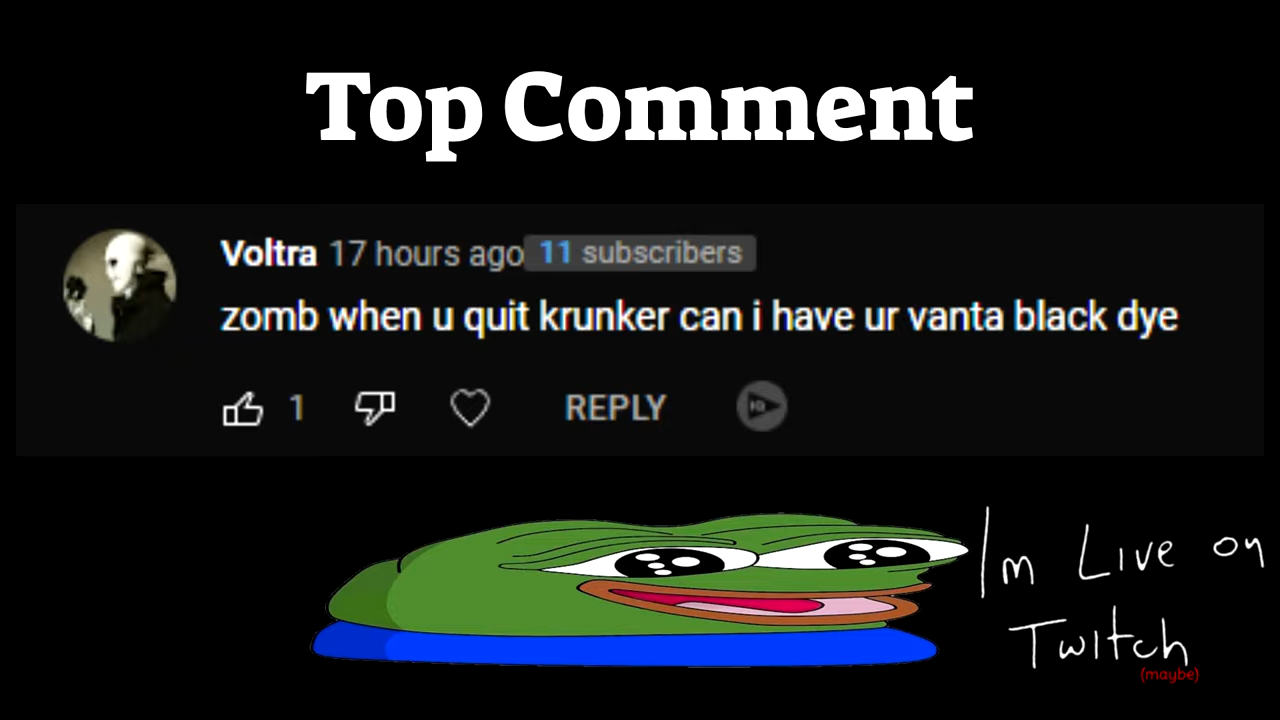 Top Comment
Voltra 17 hours ago 11 subscribers
zomb when u quit krunker can i have ur vanta black dye
1 REPLY
I'm Live on
Twitch
(maybe)